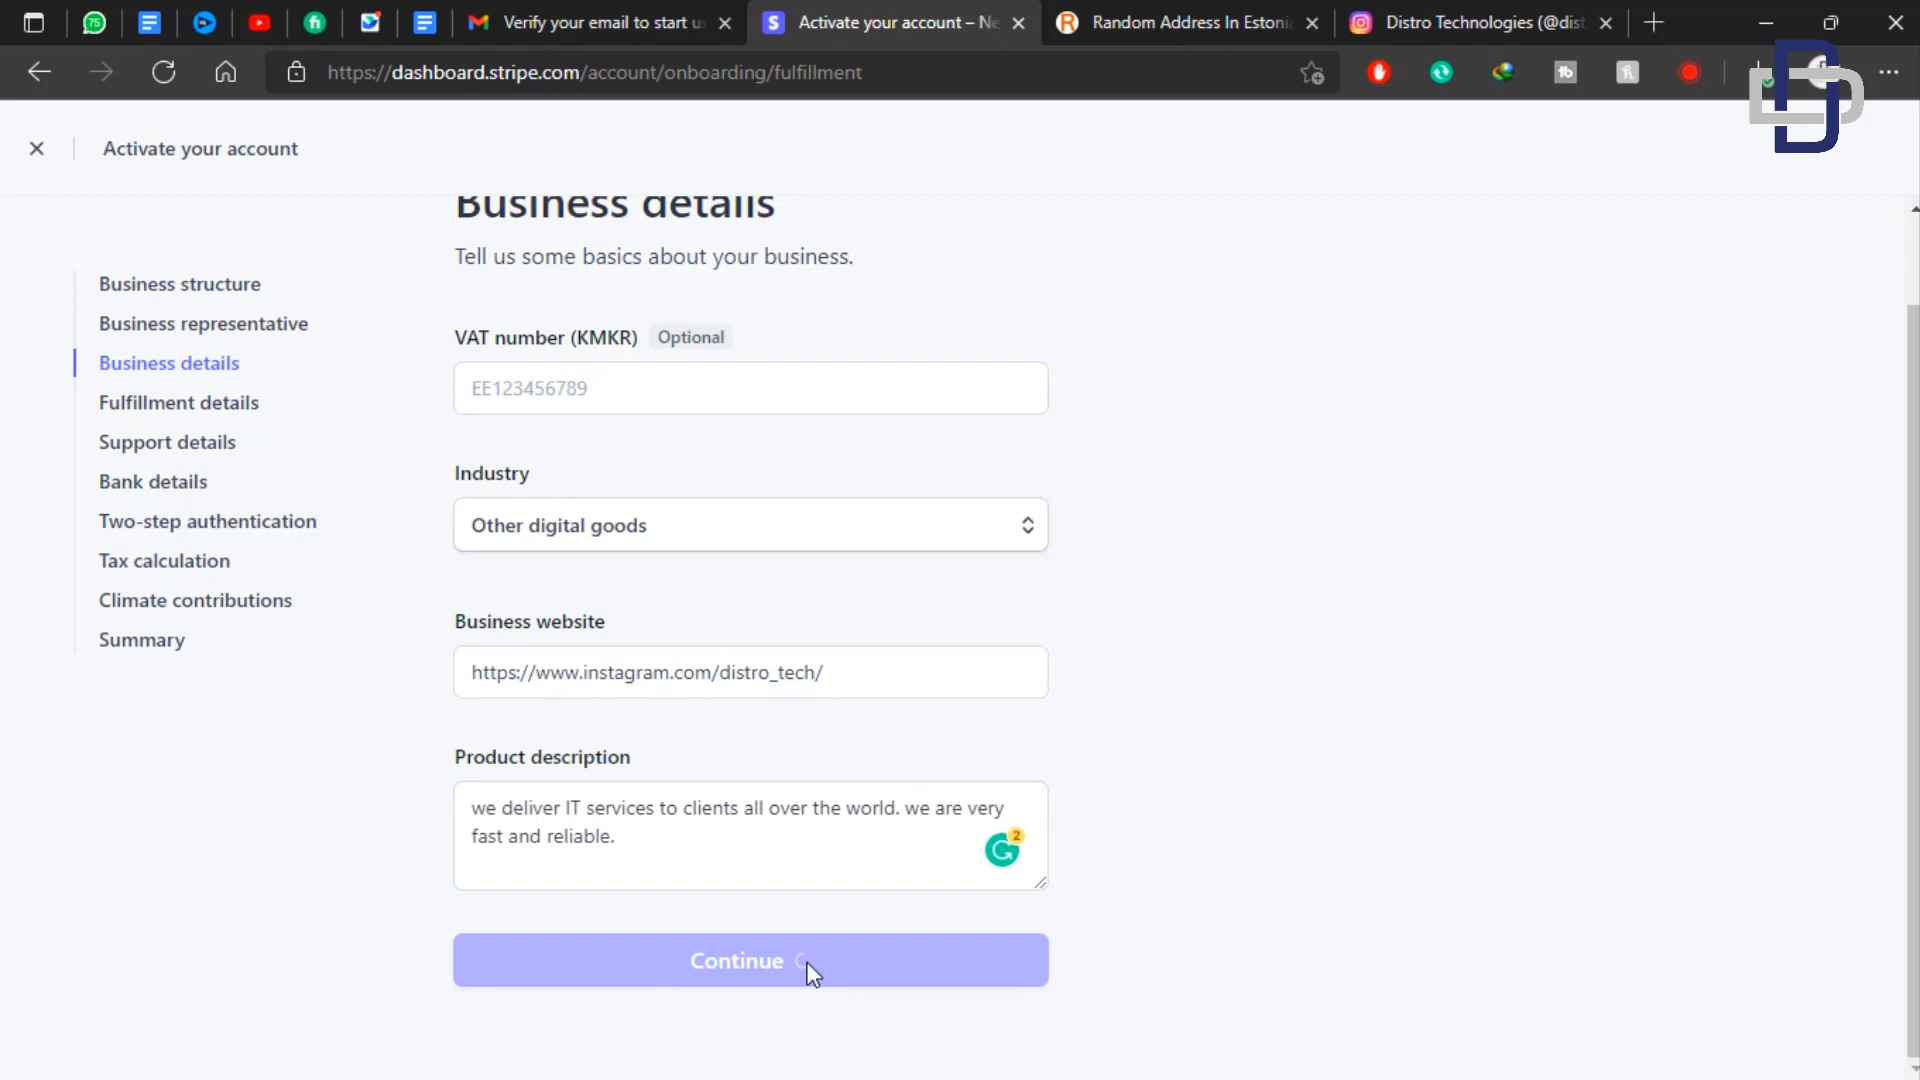 75
Verify your email to start u
Activate your account – Ne
Random Address In Estoni
Distro Technologies (@dist
https://dashboard.stripe.com/account/onboarding/fulfillment
Activate your account
Business structure
Business representative
Business details
Fulfillment details
Support details
Bank details
Two-step authentication
Tax calculation
Climate contributions
Summary
Business details
Tell us some basics about your business.
VAT number (KMKR) Optional
EE123456789
Industry
Other digital goods
Business website
https://www.instagram.com/distro_tech/
Product description
we deliver IT services to clients all over the world. we are very
fast and reliable.
2
Continue